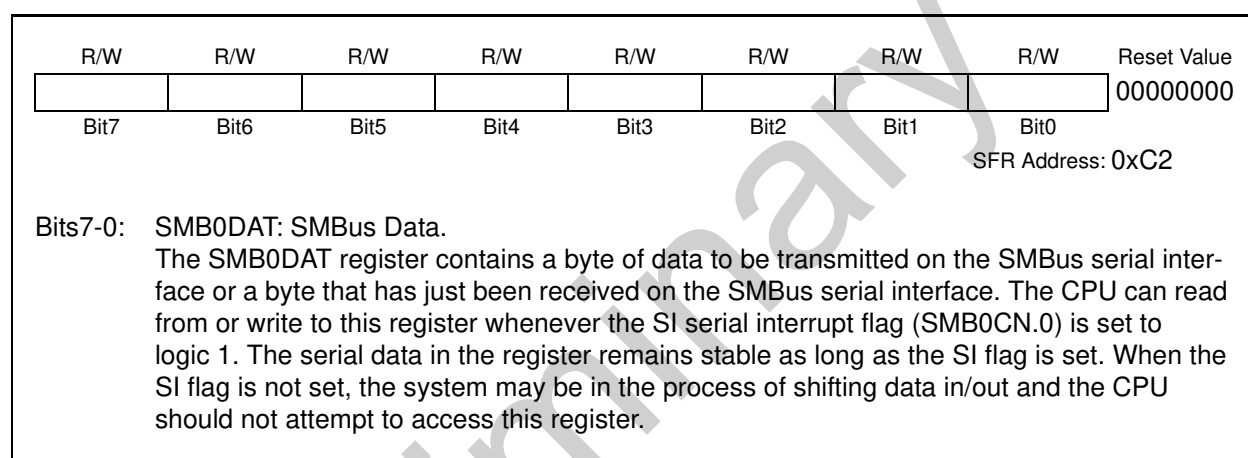 R/W R/W R/W R/W R/W R/W R/W R/W Reset Value
00000000
Bit7 Bit6 Bit5 Bit4 Bit3 Bit2 Bit1 Bit0
SFR Address: 0xC2
Bits7-0: SMB0DAT: SMBus Data.
The SMB0DAT register contains a byte of data to be transmitted on the SMBus serial inter-
face or a byte that has just been received on the SMBus serial interface. The CPU can read
from or write to this register whenever the SI serial interrupt flag (SMB0CN.0) is set to
logic 1. The serial data in the register remains stable as long as the SI flag is set. When the
SI flag is not set, the system may be in the process of shifting data in/out and the CPU
should not attempt to access this register.